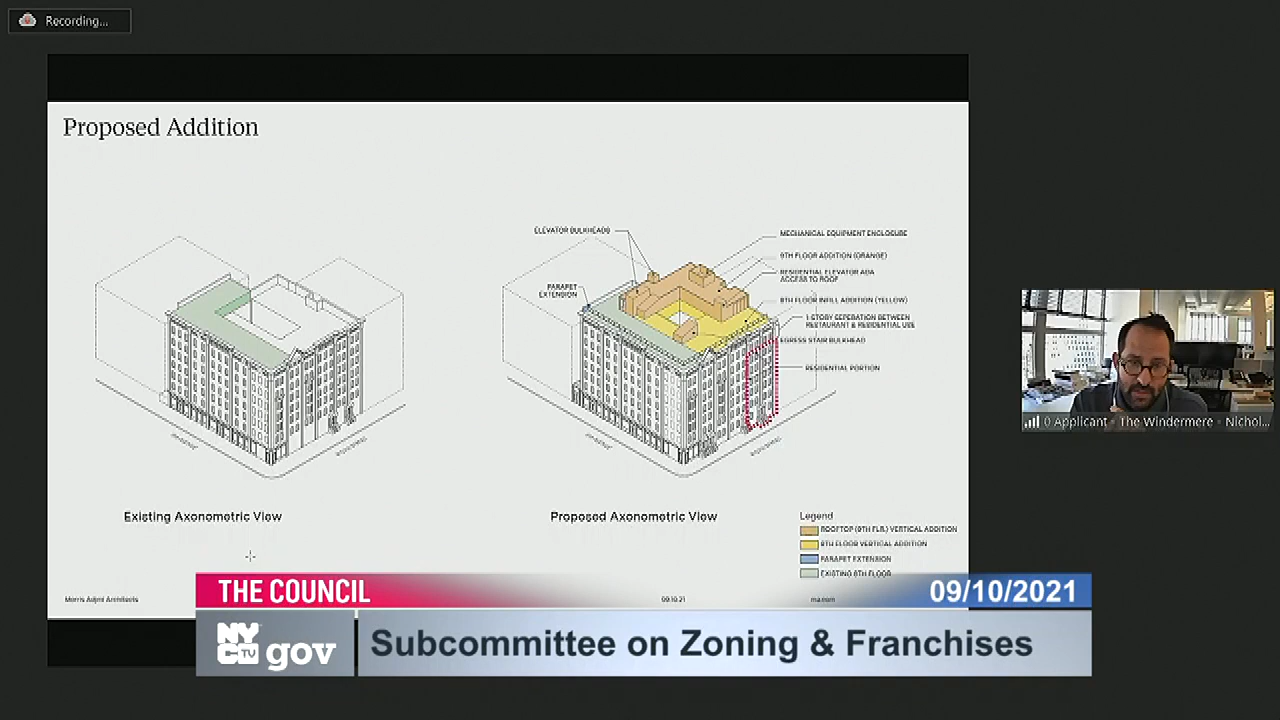 Recording...
Proposed Addition
ELEVATOR BULKHEADS
MECHANICAL EQUIPMENT ENCLOSURE
9TH FLOOR ADDITION (ORANGE)
RESIDENTIAL ELEVATOR ADA
ACCESS TO ROOF
PARAPET
EXTENSION
8TH FLOOR INFILL ADDITION (YELLOW)
1 STORY SEPERATION BETWEEN
RESTAURANT & RESIDENTIAL USE
EGRESS STAIR BULKHEAD
RESIDENTIAL PORTION
Existing Axonometric View
Proposed Axonometric View
Legend
ROOFTOP (9TH FLR.) VERTICAL ADDITION
8TH FLOOR VERTICAL ADDITION
PARAPET EXTENSION
EXISTING 8TH FLOOR
Morris Adjmi Architects
09.10.21
ma.com
0 Applicant - The Windermere - Nichol...
THE COUNCIL
09/10/2021
NYC TV gov
Subcommittee on Zoning & Franchises